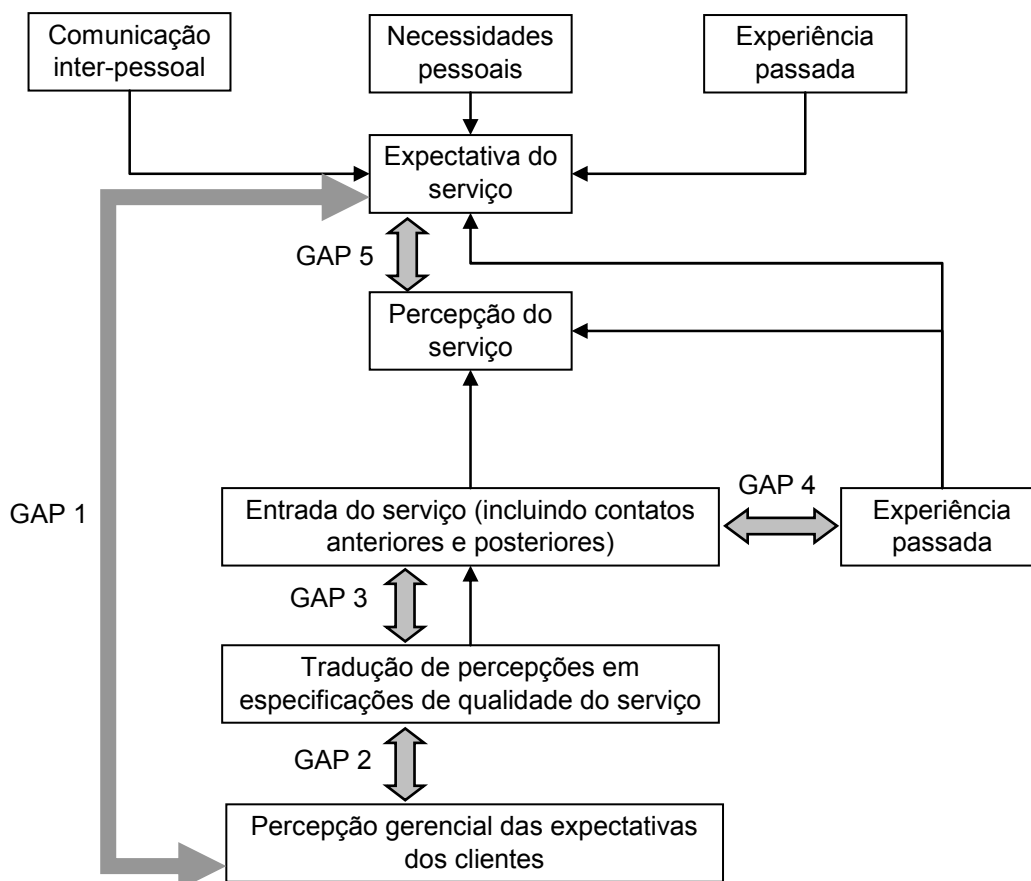 Comunicação
inter-pessoal
Necessidades
pessoais
Experiência
passada
Expectativa do
serviço
GAP 5
Percepção do
serviço
GAP 1
Entrada do serviço (incluindo contatos
anteriores e posteriores)
GAP 4
Experiência
passada
GAP 3
Tradução de percepções em
especificações de qualidade do serviço
GAP 2
Percepção gerencial das expectativas
dos clientes